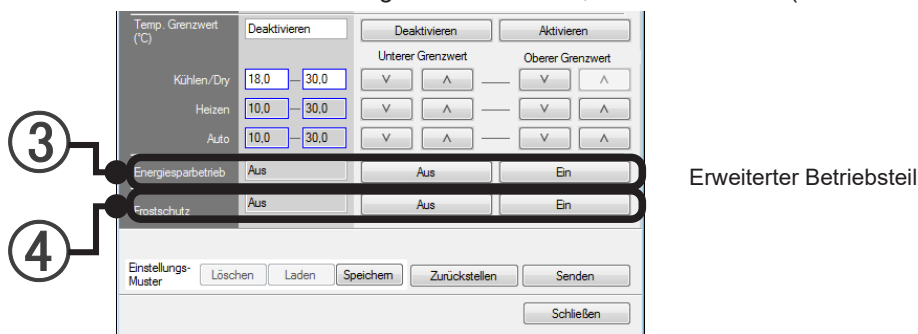 Temp. Grenzwert
(°C)
Deaktivieren
Deaktivieren
Aktivieren
Unterer Grenzwert
Oberer Grenzwert
Kühlen/Dry
18,0 — 30,0
Heizen
10,0 — 30,0
Auto
10,0 — 30,0
③
Energiesparbetrieb
Aus
Aus
Ein
Erweiterter Betriebsteil
④
Frostschutz
Aus
Aus
Ein
Einstellungs-
Muster
Löschen
Laden
Speichern
Zurückstellen
Senden
Schließen